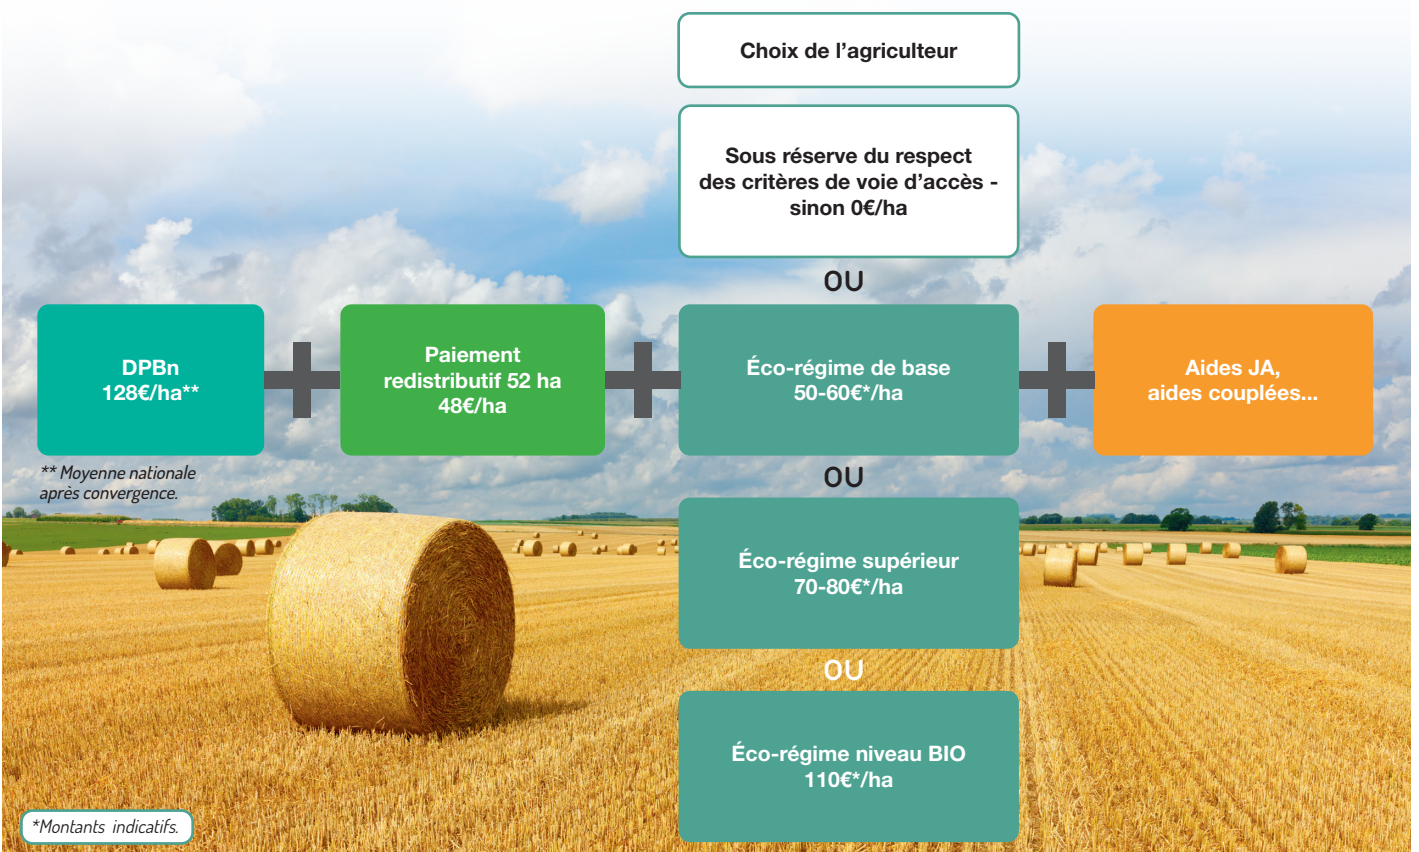 Choix de l’agriculteur
Sous réserve du respect
des critères de voie d’accès -
sinon 0€/ha
OU
DPBn
128€/ha**
Paiement
redistributif 52 ha
48€/ha
Éco-régime de base
50-60€*/ha
Aides JA,
aides couplées...
** Moyenne nationale
après convergence.
OU
Éco-régime supérieur
70-80€*/ha
OU
Éco-régime niveau BIO
110€*/ha
*Montants indicatifs.